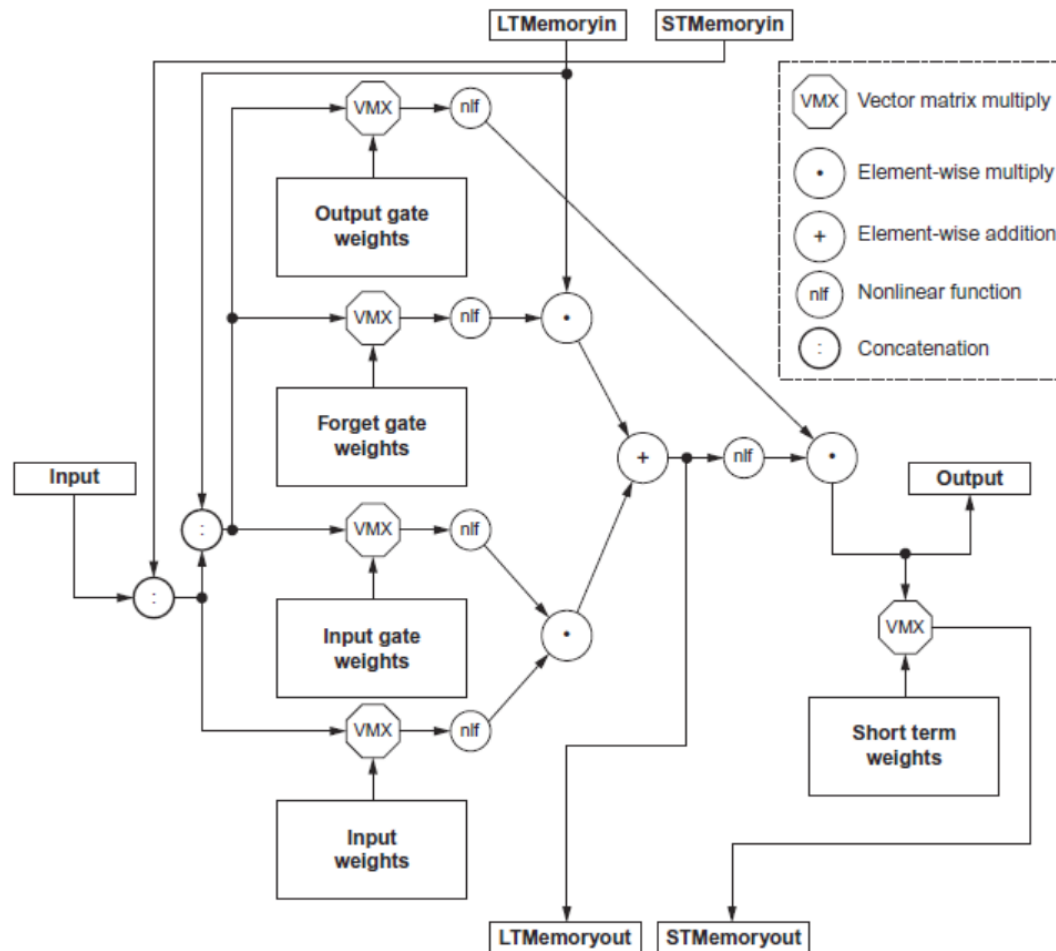 LTMemoryin
STMemoryin
VMX
nlf
VMX
Vector matrix multiply
Output gate
weights
•
Element-wise multiply
+
Element-wise addition
nlf
Nonlinear function
:
Concatenation
VMX
nlf
•
Forget gate
weights
Input
+
nlf
•
Output
:
VMX
nlf
:
Input gate
weights
•
VMX
VMX
nlf
Short term
weights
Input
weights
LTMemoryout
STMemoryout